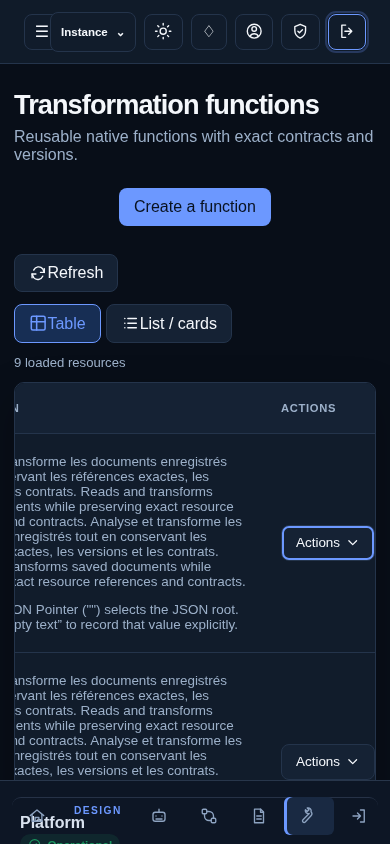 Instance
Transformation functions
Reusable native functions with exact contracts and
versions.
Create a function
Refresh
Table
List / cards
9 loaded resources
ACTIONS
ansforme les documents enregistrés
ervant les références exactes, les
s contrats. Reads and transforms
ents while preserving exact resource
nd contracts. Analyse et transforme les
nregistrés tout en conservant les
xactes, les versions et les contrats.
ansforms saved documents while
xact resource references and contracts.
ON Pointer ("") selects the JSON root.
pty text” to record that value explicitly.
Actions
ansforme les documents enregistrés
ervant les références exactes, les
s contrats. Reads and transforms
ents while preserving exact resource
nd contracts. Analyse et transforme les
nregistrés tout en conservant les
xactes, les versions et les contrats.
Actions
DESIGN
Platform
Operational